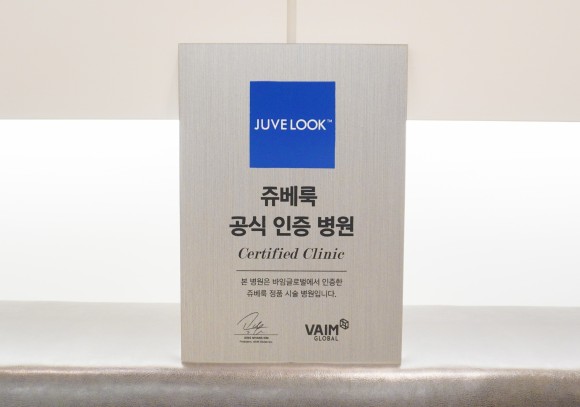 JUVELOOK™
쥬베룩
공식 인증 병원
Certified Clinic
본 병원은 바임글로벌에서 인증한
쥬베룩 정품 시술 병원입니다.
VAIM
GLOBAL